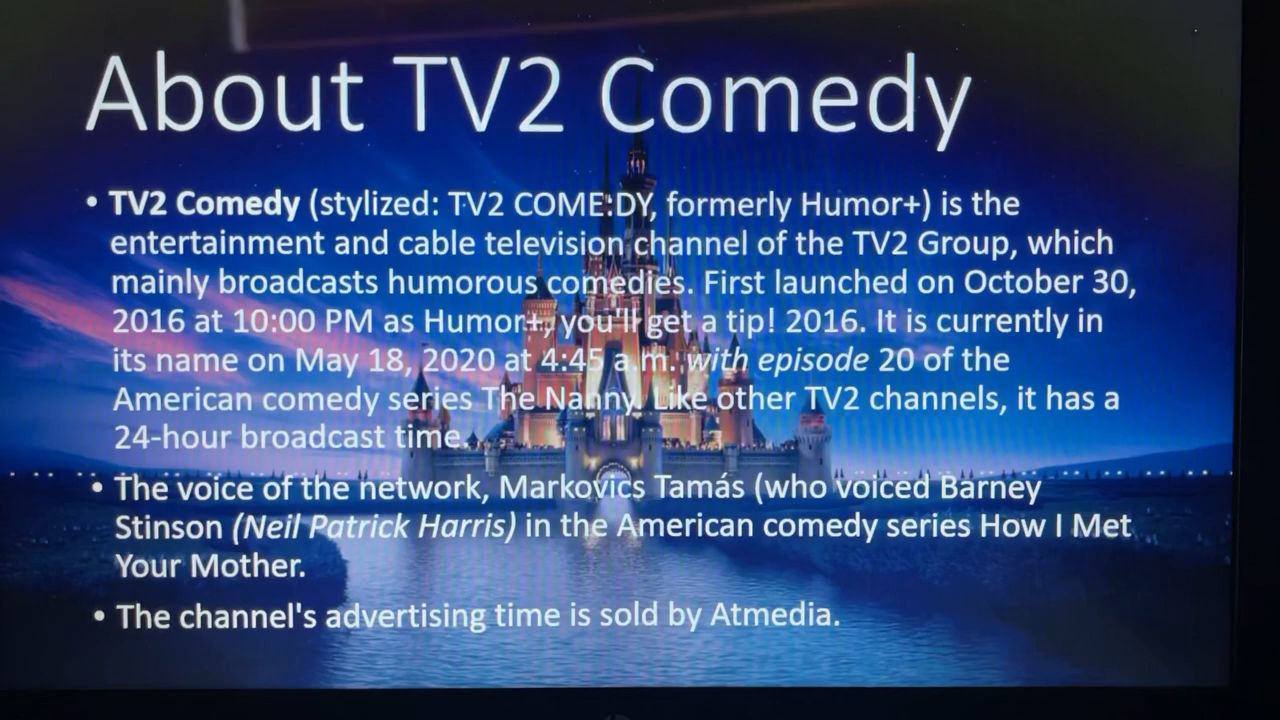 About TV2 Comedy
• TV2 Comedy (stylized: TV2 COME:DY, formerly Humor+) is the
entertainment and cable television channel of the TV2 Group, which
mainly broadcasts humorous comedies. First launched on October 30,
2016 at 10:00 PM as Humor+, you'll get a tip! 2016. It is currently in
its name on May 18, 2020 at 4:45 a.m. with episode 20 of the
American comedy series The Nanny. Like other TV2 channels, it has a
24-hour broadcast time.
• The voice of the network, Markovics Tamás (who voiced Barney
Stinson (Neil Patrick Harris) in the American comedy series How I Met
Your Mother.
• The channel's advertising time is sold by Atmedia.